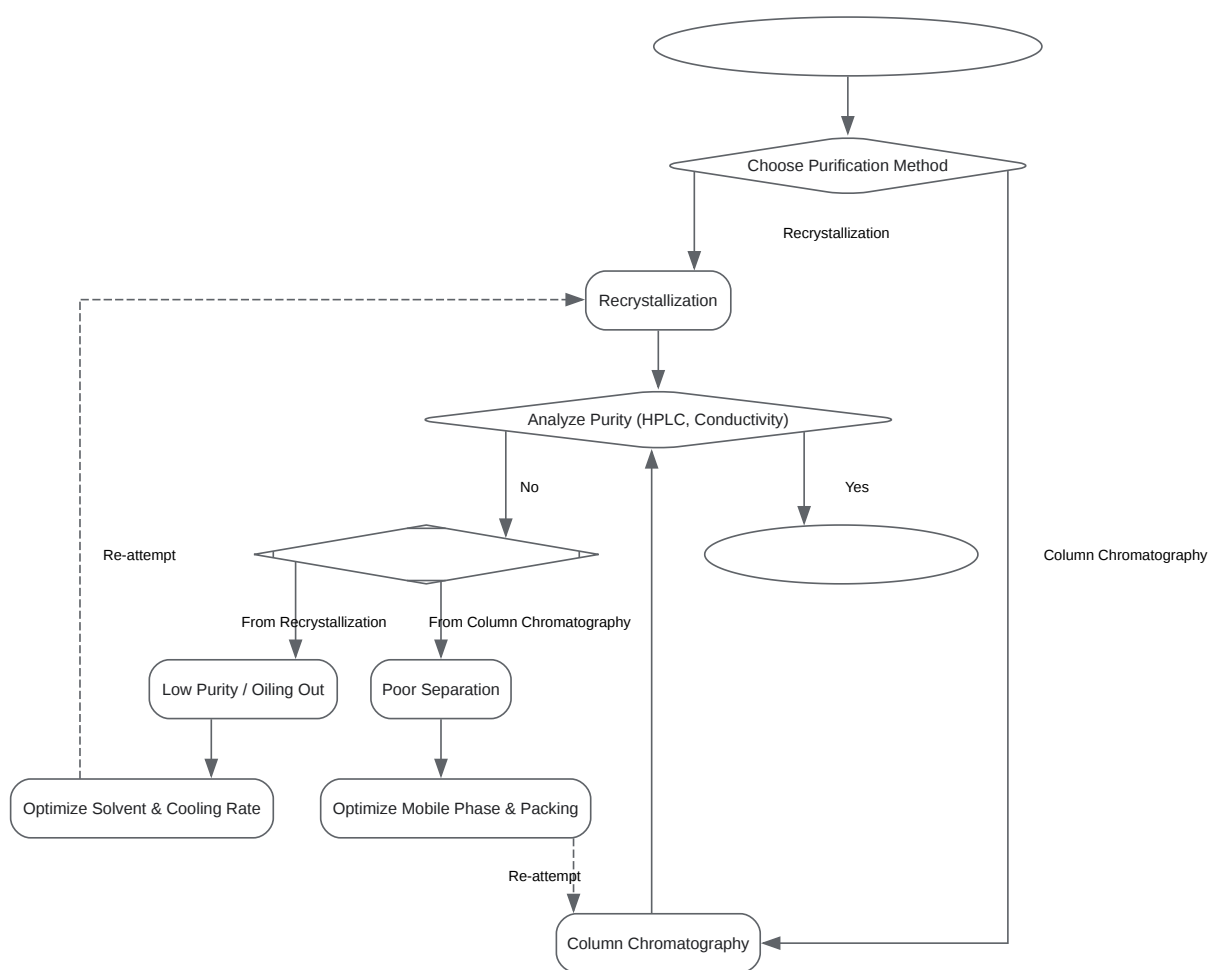 Choose Purification Method
Recrystallization
Recrystallization
Analyze Purity (HPLC, Conductivity)
No
Yes
Re-attempt
Column Chromatography
From Recrystallization
From Column Chromatography
Low Purity / Oiling Out
Poor Separation
Optimize Solvent & Cooling Rate
Optimize Mobile Phase & Packing
Re-attempt
Column Chromatography